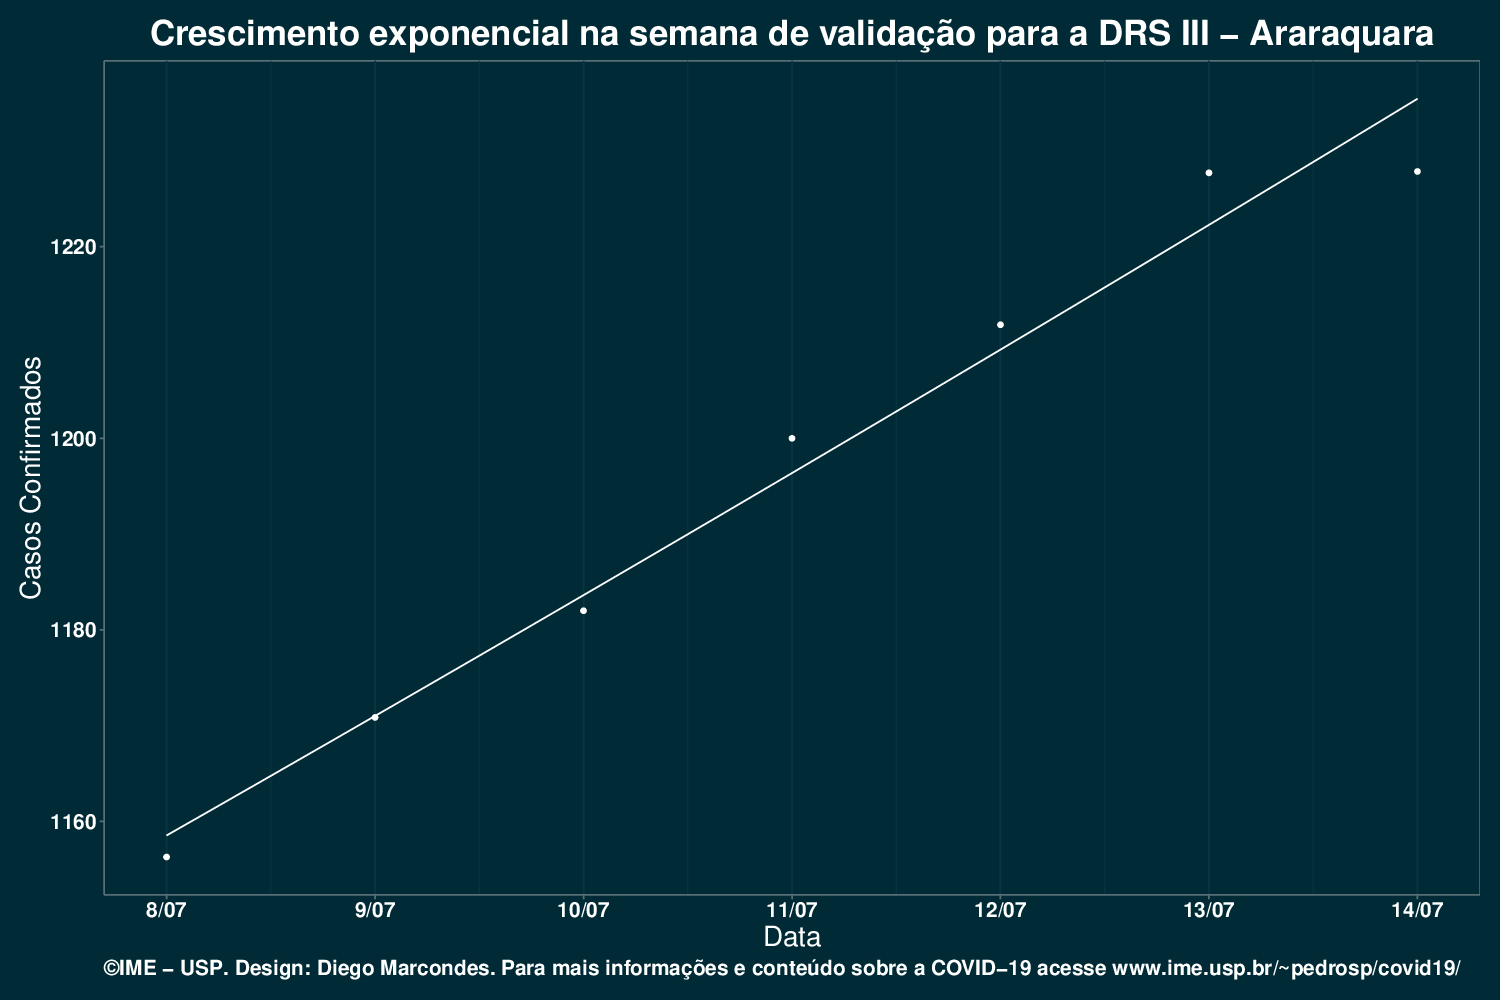 Crescimento exponencial na semana de validação para a DRS III – Araraquara
Casos Confirmados
1220
1200
1180
1160
8/07 9/07 10/07 11/07 12/07 13/07 14/07
Data
©IME – USP. Design: Diego Marcondes. Para mais informações e conteúdo sobre a COVID–19 acesse www.ime.usp.br/~pedrosp/covid19/